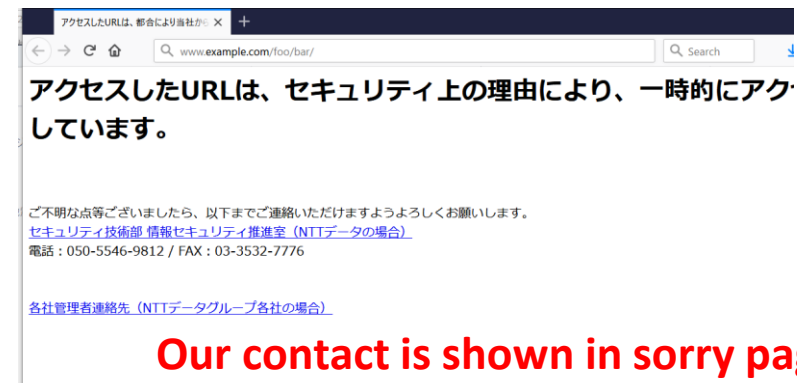 アクセスしたURLは、都合により当社から
www.example.com/foo/bar/
Search
アクセスしたURLは、セキュリティ上の理由により、一時的にアク
しています。
ご不明な点等ございましたら、以下までご連絡いただけますようよろしくお願いします。
セキュリティ技術部 情報セキュリティ推進室（NTTデータの場合）
電話：050-5546-9812 / FAX：03-3532-7776
各社管理者連絡先（NTTデータグループ各社の場合）
Our contact is shown in sorry